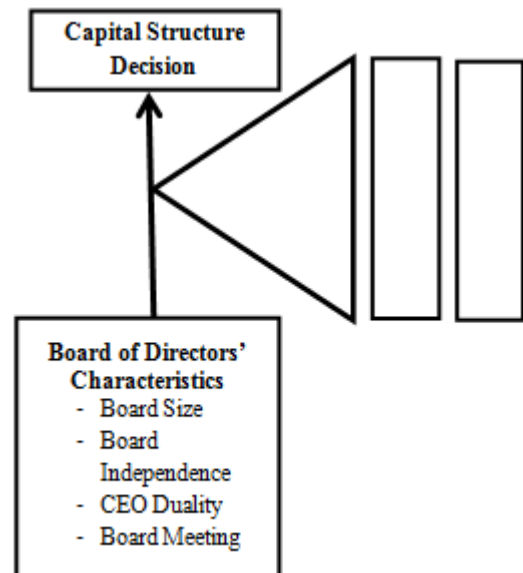 Capital Structure
Decision
Board of Directors'
Characteristics
- Board Size
- Board
Independence
- CEO Duality
- Board Meeting